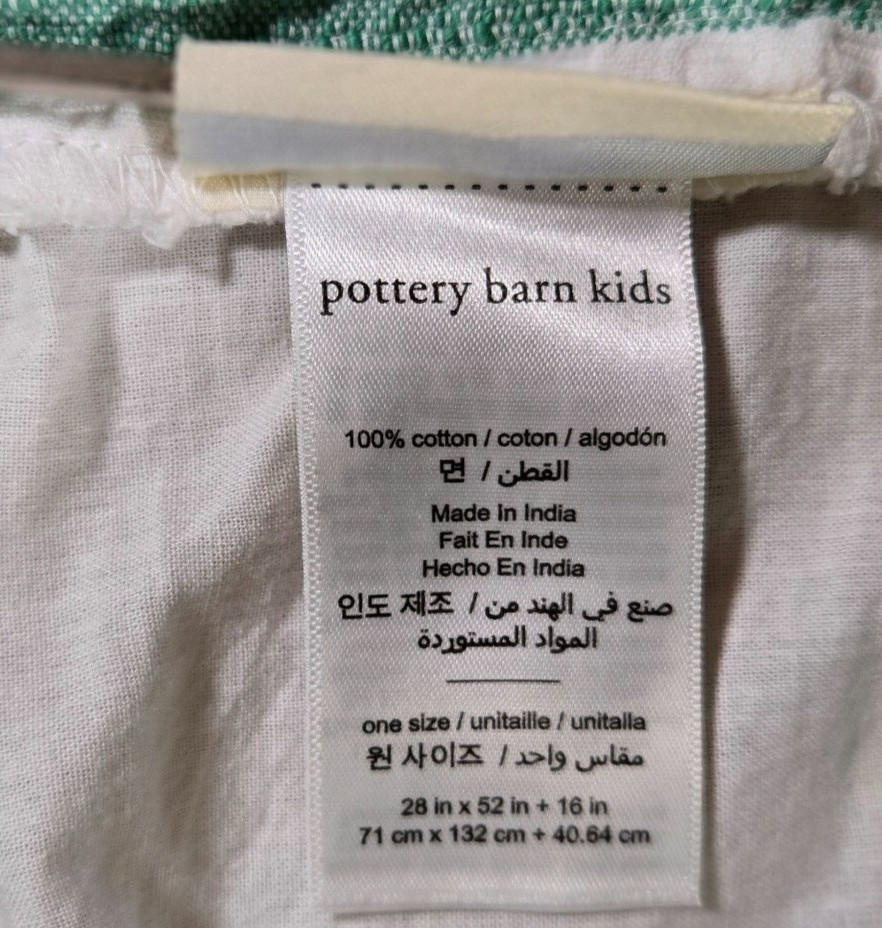 pottery barn kids
100% cotton / coton / algodón
면 / القطن
Made In India
Fait En Inde
Hecho En India
인도 제조 / صنع في الهند من
المواد المستوردة
one size / unitaille / unitalla
원 사이즈 / مقاس واحد
28 in x 52 in + 16 in
71 cm x 132 cm + 40.64 cm